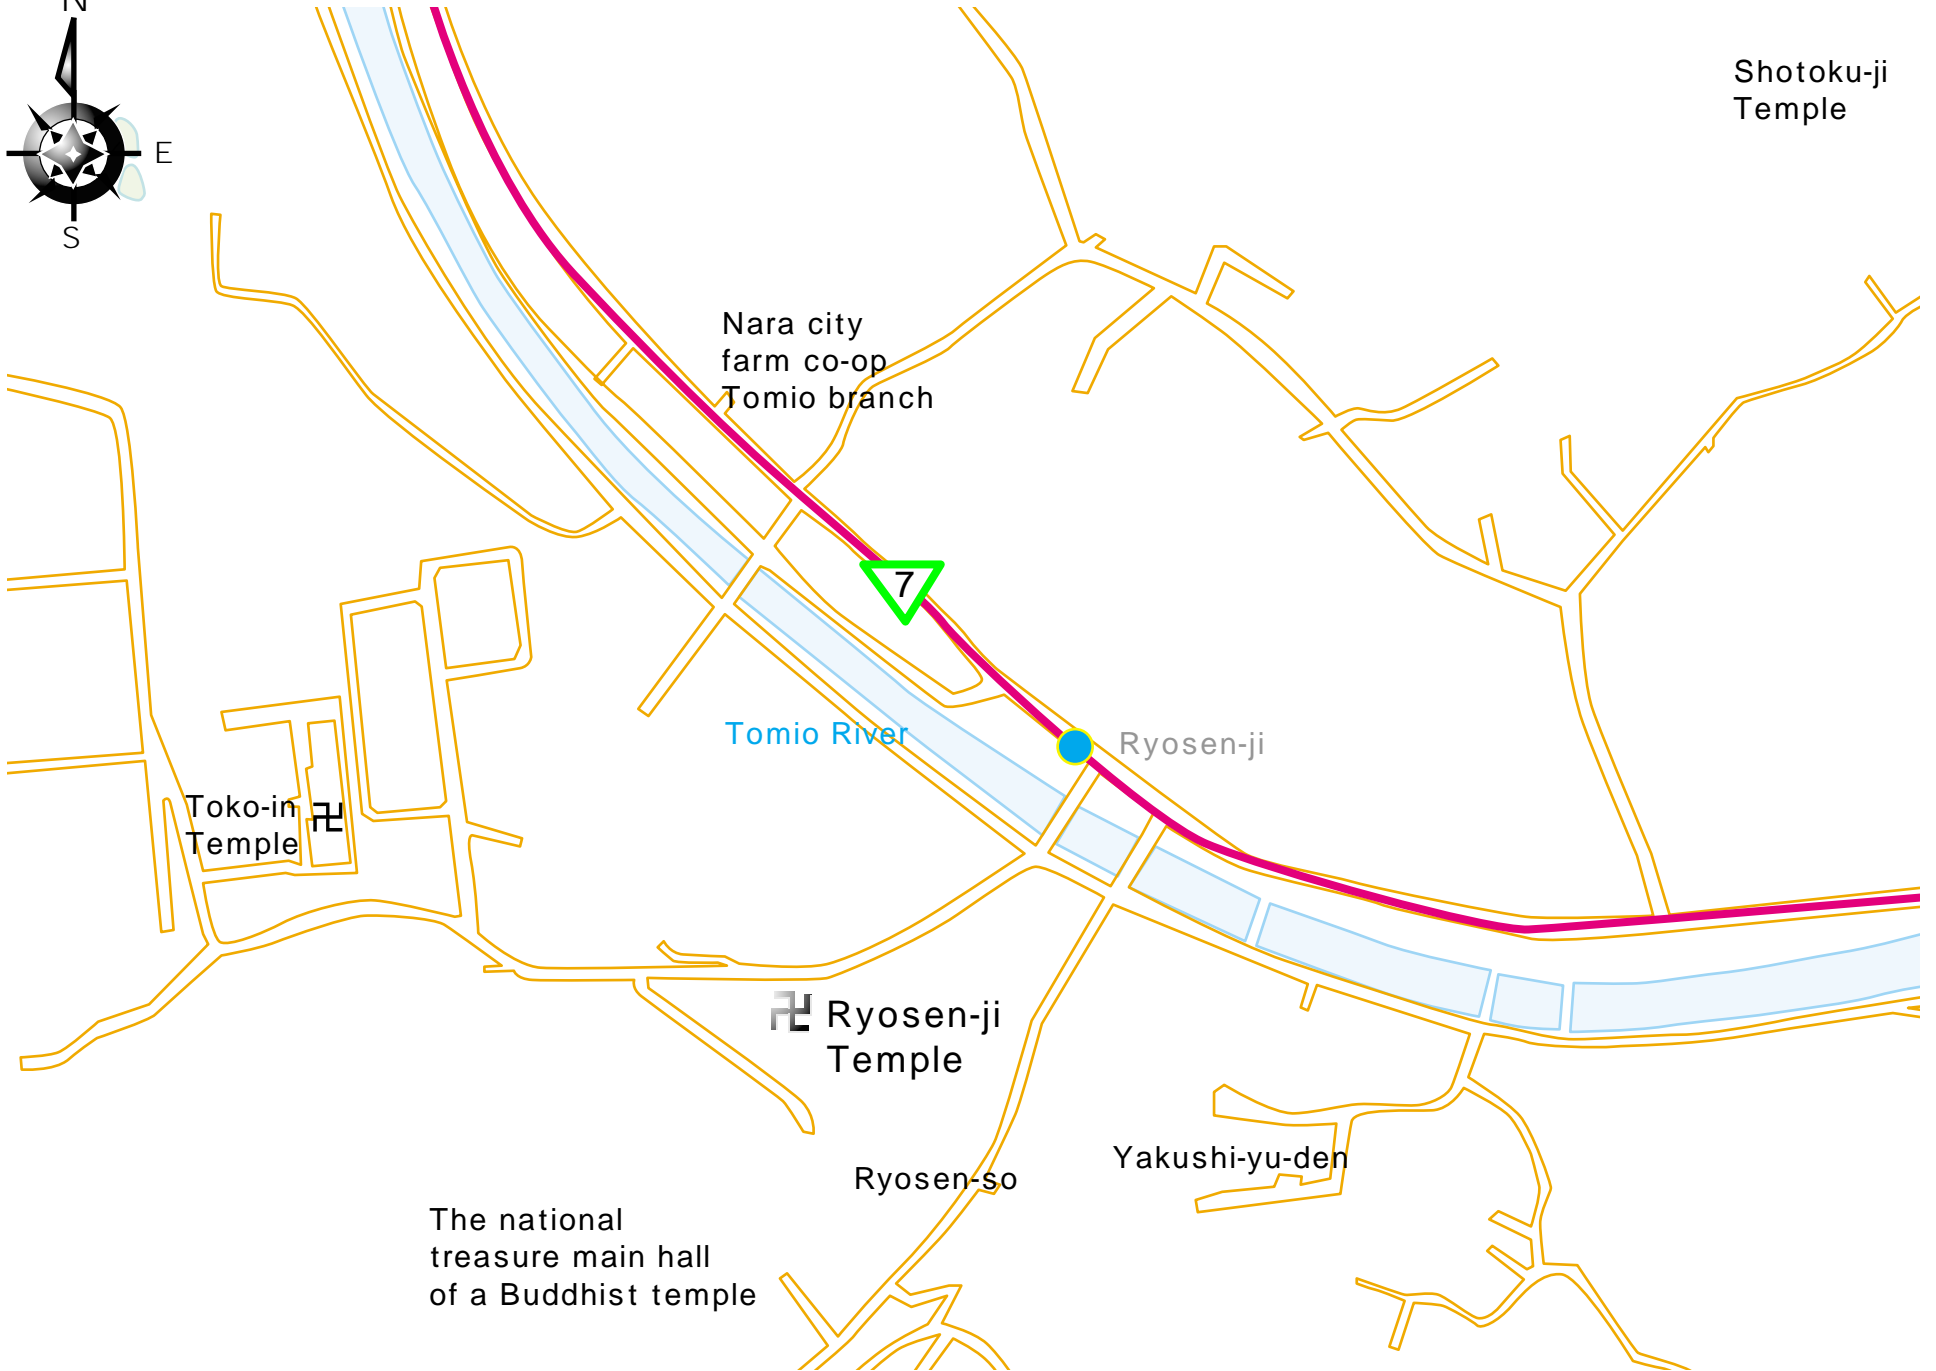 N
E
S
Shotoku-ji
Temple
Nara city
farm co-op
Tomio branch
7
Tomio River
Ryosen-ji
Toko-in
Temple
卍 Ryosen-ji
Temple
Ryosen-so
Yakushi-yu-den
The national
treasure main hall
of a Buddhist temple